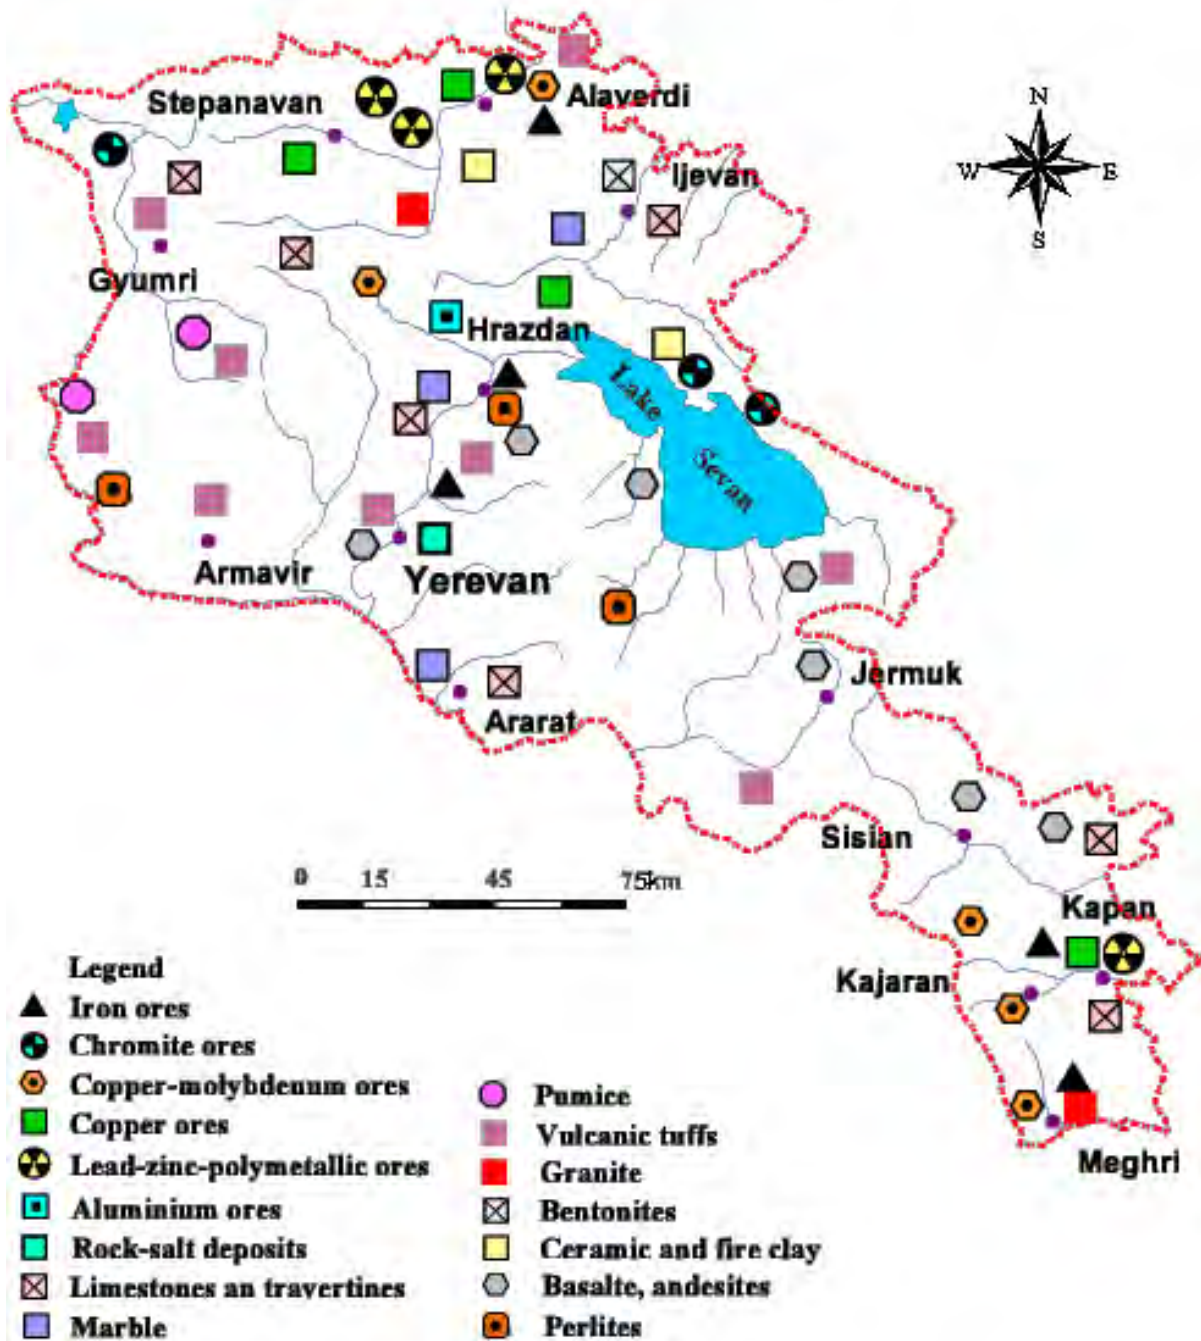 N
W
E
S
Stepanavan
Alaverdi
Ijevan
Gyumri
Hrazdan
Lake
Sevan
Armavir
Yerevan
Ararat
Jermuk
Sisian
Kapan
Kajaran
Meghri
0 15 45 75km
Legend
Iron ores
Chromite ores
Copper-molybdenum ores
Copper ores
Lead-zinc-polymetallic ores
Aluminium ores
Rock-salt deposits
Limestones an travertines
Marble
Pumice
Vulcanic tuffs
Granite
Bentonites
Ceramic and fire clay
Basalte, andesites
Perlites